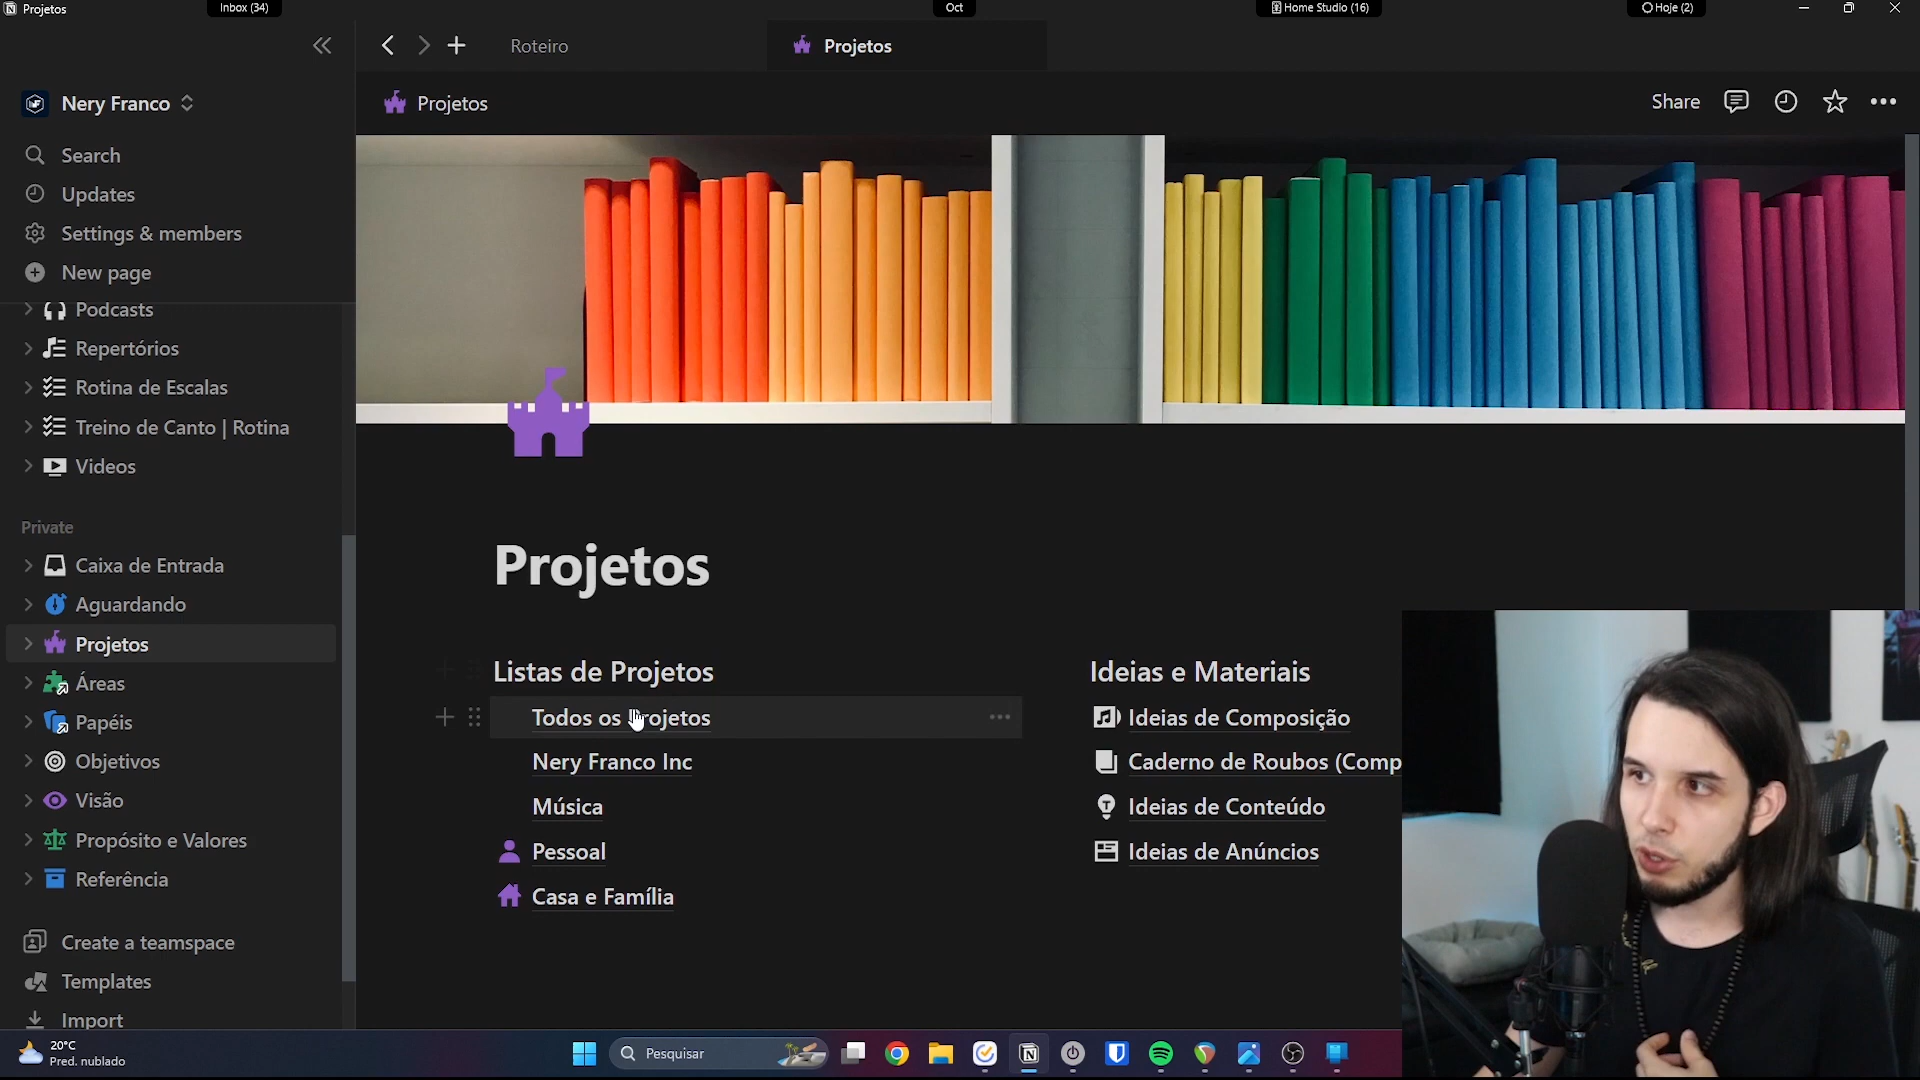 Projetos
Inbox (34)
Oct
Home Studio (16)
Hoje (2)
Roteiro
Projetos
Nery Franco
Projetos
Share
Search
Updates
Settings & members
New page
Podcasts
Repertórios
Rotina de Escalas
Treino de Canto | Rotina
Videos
Private
Caixa de Entrada
Aguardando
Projetos
Áreas
Papéis
Objetivos
Visão
Propósito e Valores
Referência
Create a teamspace
Templates
Import
Projetos
Listas de Projetos
Todos os Projetos
Nery Franco Inc
Música
Pessoal
Casa e Família
Ideias e Materiais
Ideias de Composição
Caderno de Roubos (Comp
Ideias de Conteúdo
Ideias de Anúncios
20°C
Pred. nublado
Pesquisar